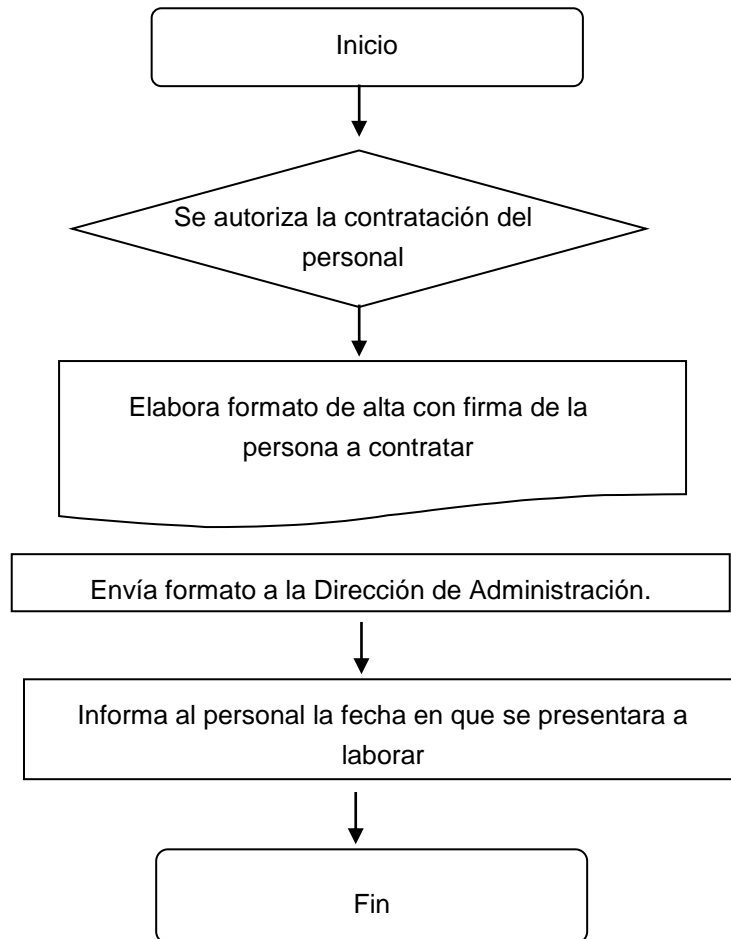 Inicio
Se autoriza la contratación del
personal
Elabora formato de alta con firma de la
persona a contratar
Envía formato a la Dirección de Administración.
Informa al personal la fecha en que se presentara a
laborar
Fin